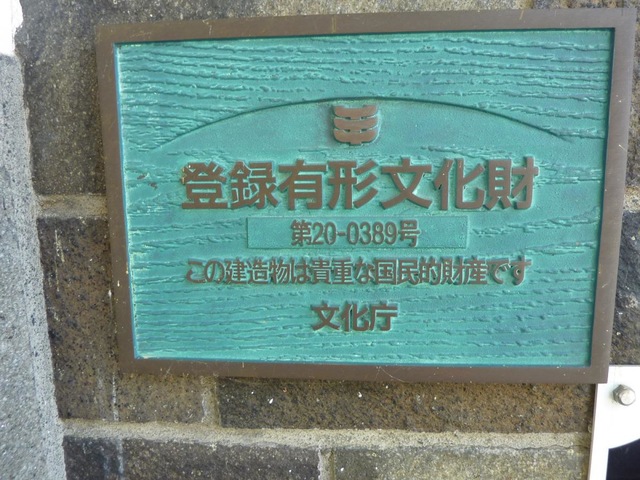 登録有形文化財
第20-0389号
この建造物は貴重な国民的財産です
文化庁